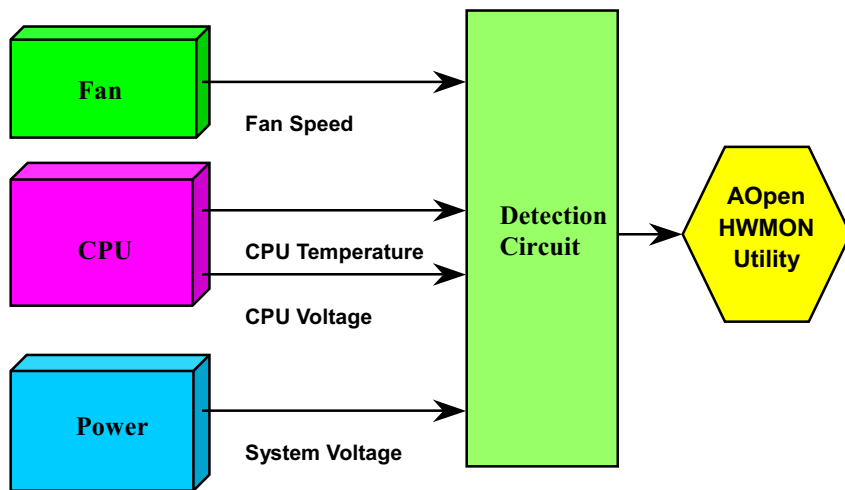 Fan
Fan Speed
CPU
CPU Temperature
CPU Voltage
Power
System Voltage
Detection
Circuit
AOpen
HWMON
Utility